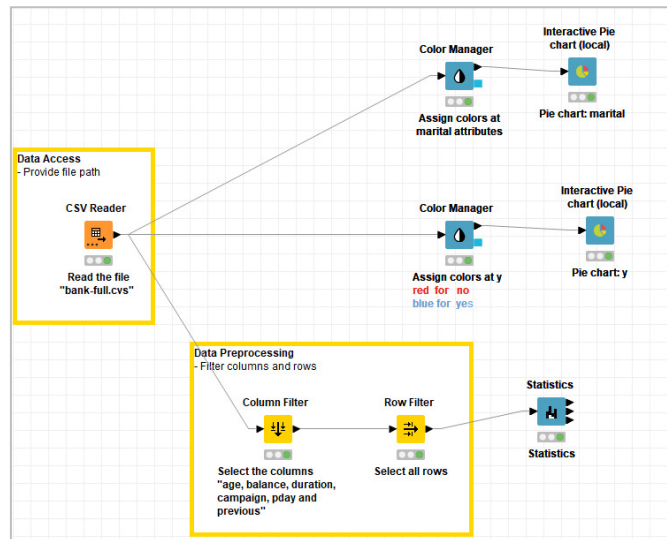 Interactive Pie
chart (local)
Color Manager
Assign colors at
marital attributes
Pie chart: marital
Data Access
- Provide file path
CSV Reader
Read the file
"bank-full.cvs"
Interactive Pie
chart (local)
Color Manager
Assign colors at y
red for no
blue for yes
Pie chart: y
Data Preprocessing
- Filter columns and rows
Column Filter
Select the columns
"age, balance, duration,
campaign, pday and
previous"
Row Filter
Select all rows
Statistics
Statistics